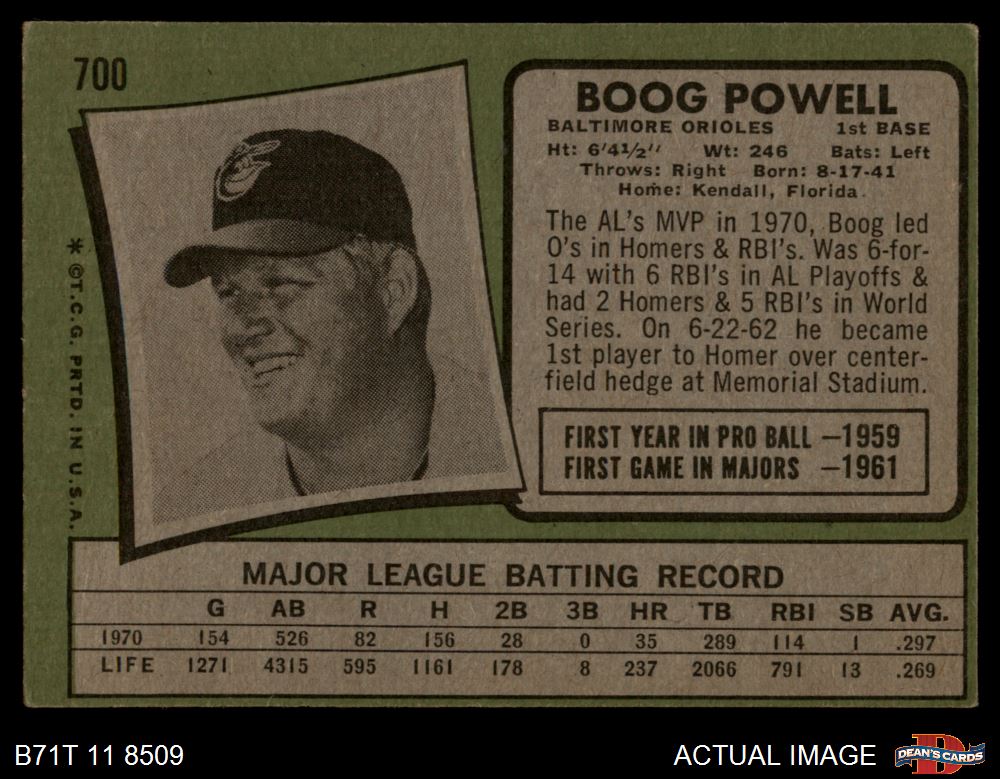 700
BOOG POWELL
BALTIMORE ORIOLES 1st BASE
Ht: 6'4½" Wt: 246 Bats: Left
Throws: Right Born: 8-17-41
Home: Kendall, Florida
The AL's MVP in 1970, Boog led
O's in Homers & RBI's. Was 6-for-
14 with 6 RBI's in AL Playoffs &
had 2 Homers & 5 RBI's in World
Series. On 6-22-62 he became
1st player to Homer over center-
field hedge at Memorial Stadium.
FIRST YEAR IN PRO BALL –1959
FIRST GAME IN MAJORS –1961
* ©T.C.G. PRTD. IN U.S.A.
MAJOR LEAGUE BATTING RECORD
G AB R H 2B 3B HR TB RBI SB AVG.
1970 154 526 82 156 28 0 35 289 114 1 .297
LIFE 1271 4315 595 1161 178 8 237 2066 791 13 .269
B71T 11 8509
ACTUAL IMAGE
DEAN'S CARDS